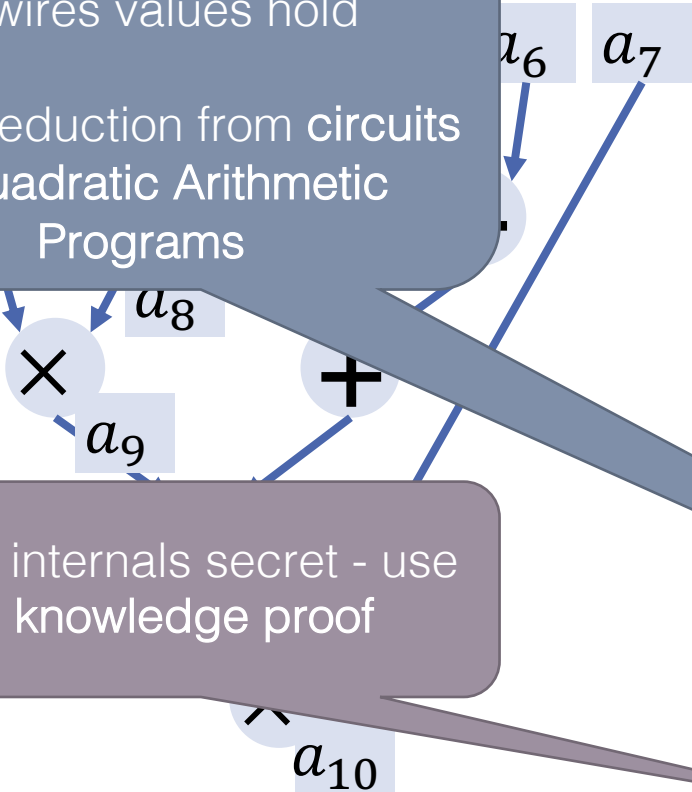 wires values hold
a₆ a₇
eduction from circuits
uadratic Arithmetic
Programs
a₈
×
+
a₉
internals secret - use
knowledge proof
×
a₁₀